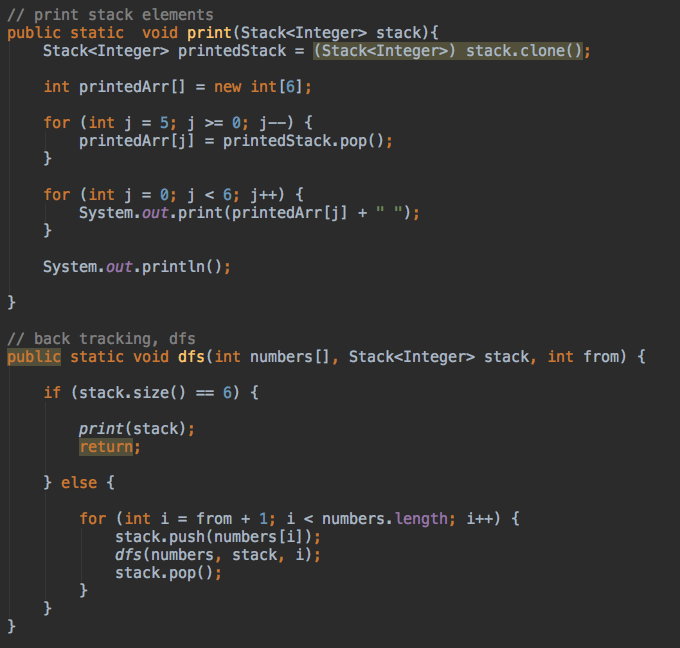 // print stack elements
public static  void print(Stack<Integer> stack){
    Stack<Integer> printedStack = (Stack<Integer>) stack.clone();

    int printedArr[] = new int[6];

    for (int j = 5; j >= 0; j--) {
        printedArr[j] = printedStack.pop();
    }

    for (int j = 0; j < 6; j++) {
        System.out.print(printedArr[j] + " ");
    }

    System.out.println();

}

// back tracking, dfs
public static void dfs(int numbers[], Stack<Integer> stack, int from) {

    if (stack.size() == 6) {

        print(stack);
        return;

    } else {

        for (int i = from + 1; i < numbers.length; i++) {
            stack.push(numbers[i]);
            dfs(numbers, stack, i);
            stack.pop();
        }
    }
}